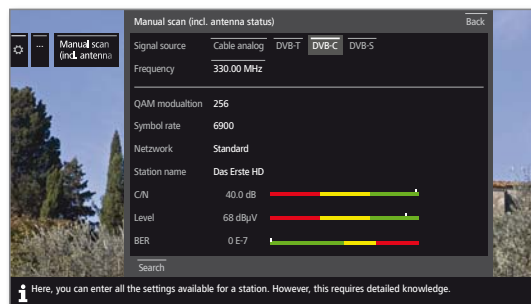 Manual scan (incl. antenna status) Back
... Manual scan
(incl. antenna
Signal source Cable analog DVB-T DVB-C DVB-S
Frequency 330.00 MHz
QAM modualtion 256
Symbol rate 6900
Netzwork Standard
Station name Das Erste HD
C/N 40.0 dB
Level 68 dBµV
BER 0 E-7
Search
i Here, you can enter all the settings available for a station. However, this requires detailed knowledge.